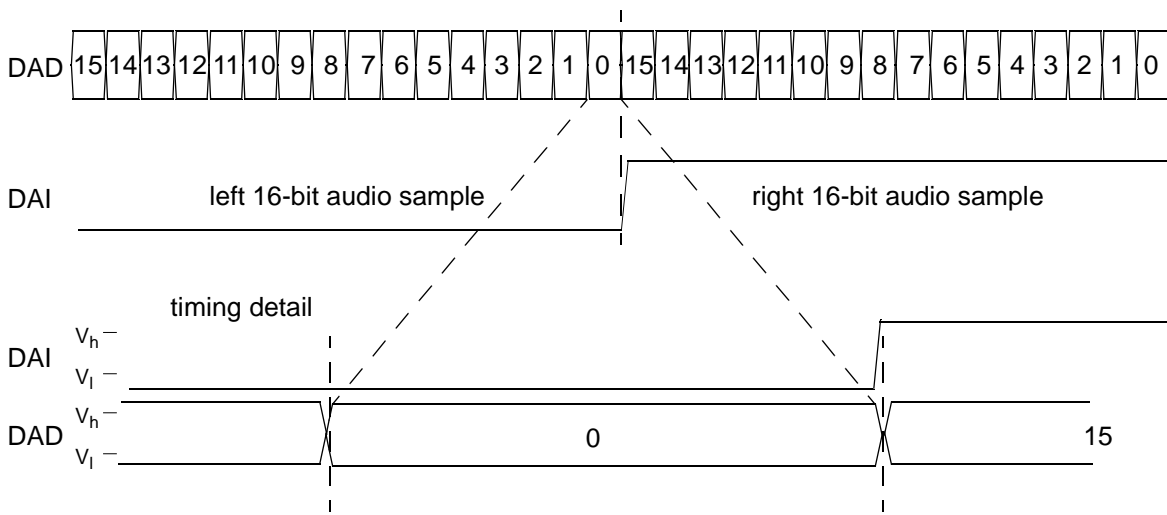 DAD 15 14 13 12 11 10 9 8 7 6 5 4 3 2 1 0 15 14 13 12 11 10 9 8 7 6 5 4 3 2 1 0
DAI left 16-bit audio sample right 16-bit audio sample
timing detail
DAI Vh
Vl
DAD Vh
Vl
0 15